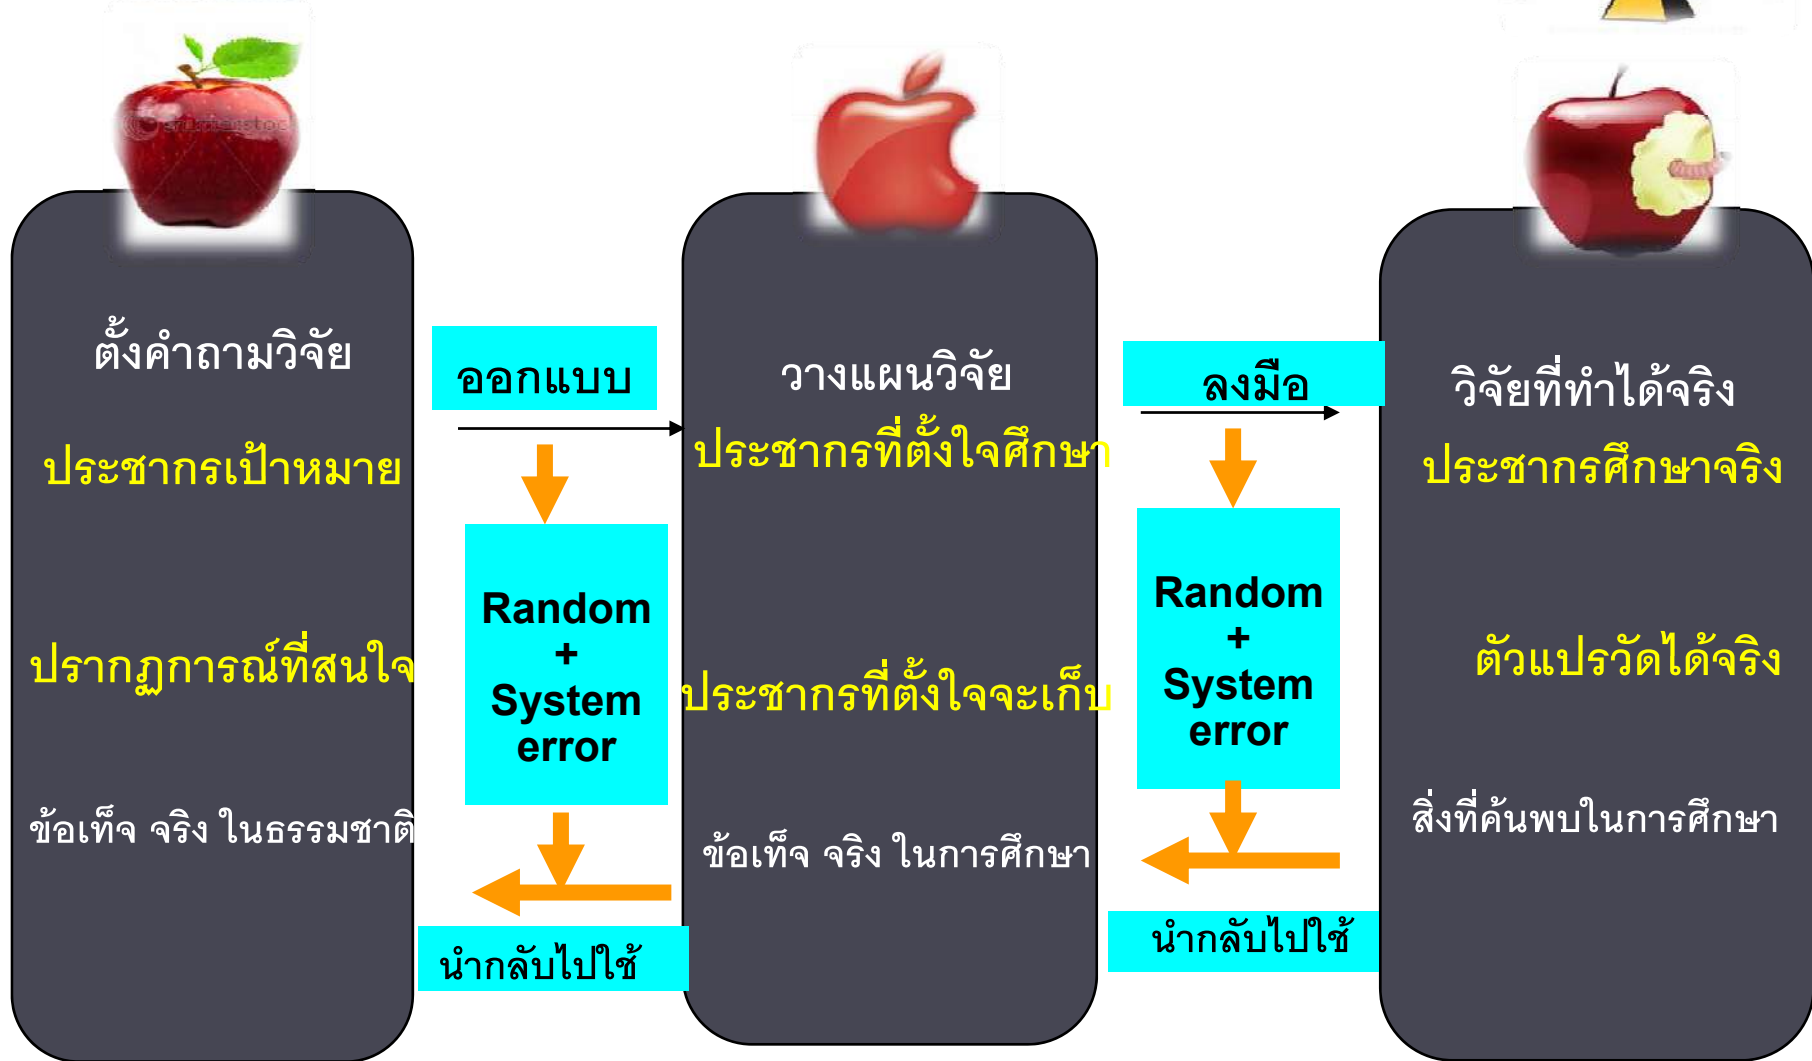 ตั้งคำถามวิจัย
ประชากรเป้าหมาย
ปรากฏการณ์ที่สนใจ
ข้อเท็จ จริง ในธรรมชาติ
ออกแบบ
Random
+
System
error
นำกลับไปใช้
วางแผนวิจัย
ประชากรที่ตั้งใจศึกษา
ประชากรที่ตั้งใจจะเก็บ
ข้อเท็จ จริง ในการศึกษา
ลงมือ
Random
+
System
error
นำกลับไปใช้
วิจัยที่ทำได้จริง
ประชากรศึกษาจริง
ตัวแปรวัดได้จริง
สิ่งที่ค้นพบในการศึกษา